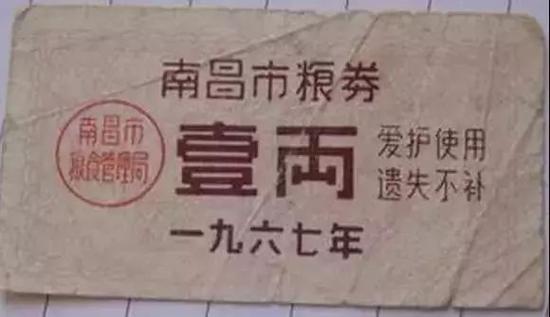 南昌市粮券
南昌市
粮食管理局
壹两
爱护使用
遗失不补
一九六七年